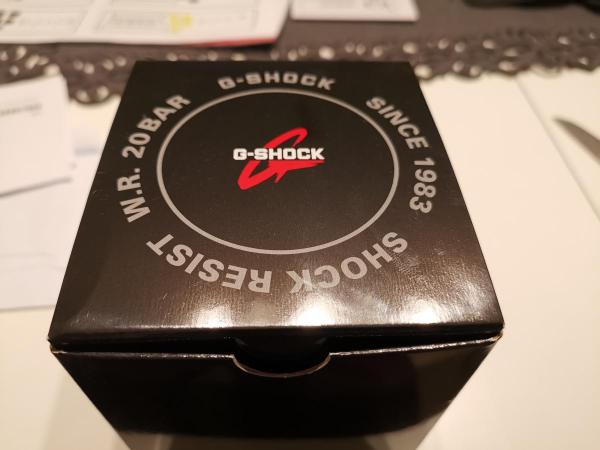 G-SHOCK
SINCE 1983
SHOCK RESIST
W.R. 20BAR
G-SHOCK